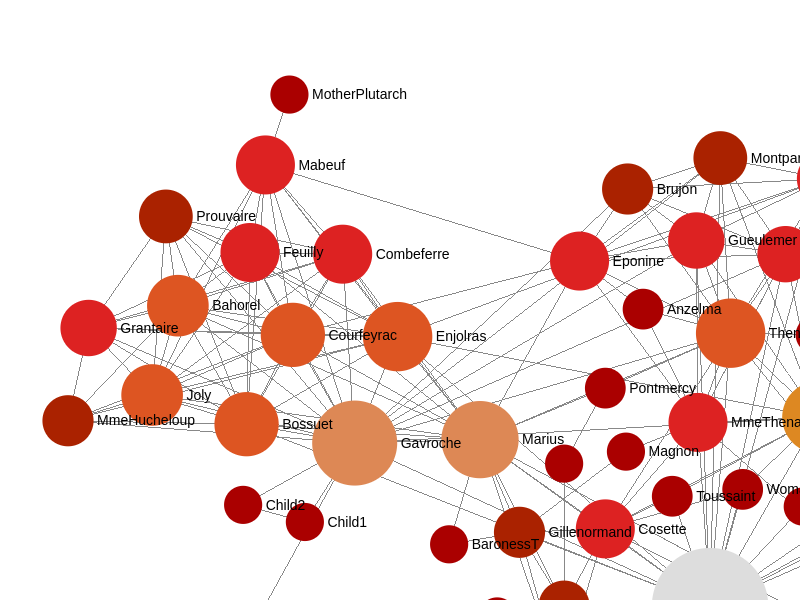 MotherPlutarch
Montpar
Mabeuf
Brujon
Prouvaire
Gueulemer
Feuilly
Combeferre
Eponine
Bahorel
Anzelma
Grantaire
Courfeyrac
Enjolras
Ther
Pontmercy
Joly
MmeHucheloup
Bossuet
MmeThena
Gavroche
Marius
Magnon
Toussaint
Wom
Child2
Child1
Gillenormand
Cosette
BaronessT